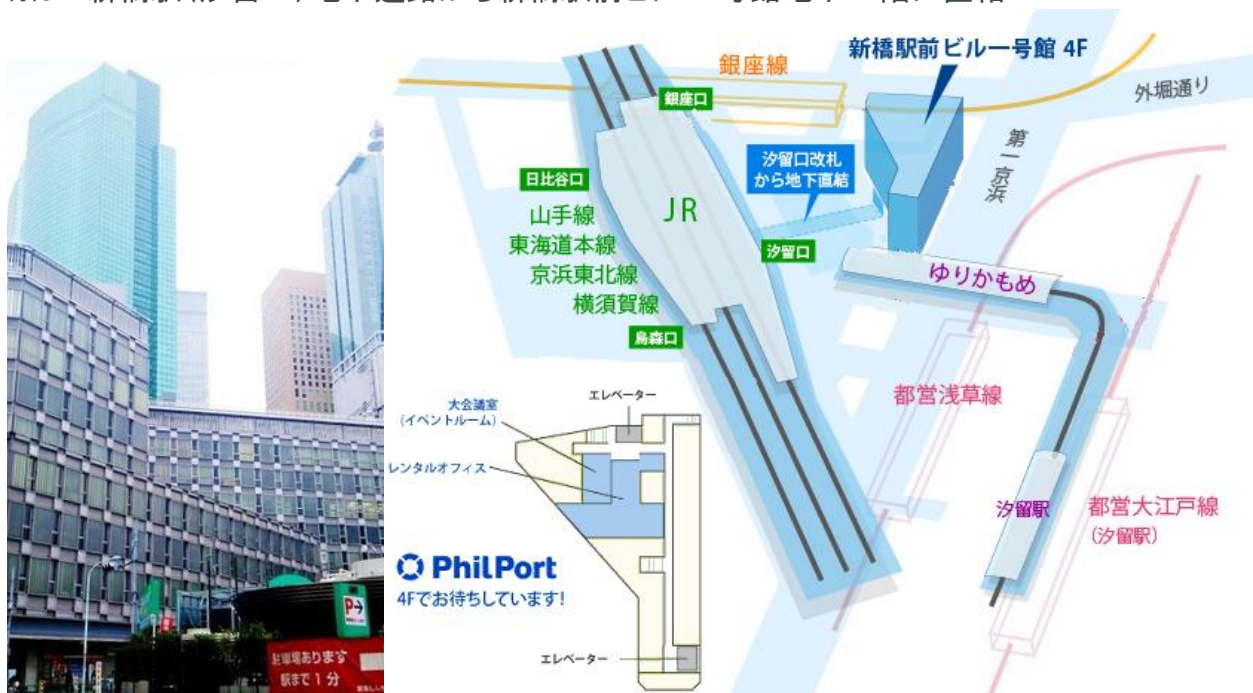 銀座線
新橋駅前ビル一号館 4F
外堀通り
銀座口
第一京浜
汐留口改札
から地下直結
日比谷口
JR
山手線
東海道本線
京浜東北線
横須賀線
汐留口
ゆりかもめ
烏森口
都営浅草線
エレベーター
大会議室
(イベントルーム)
レンタルオフィス
汐留駅
都営大江戸線
(汐留駅)
PhilPort
4Fでお待ちしています!
エレベーター
P→
駐車場あります
駅まで1分